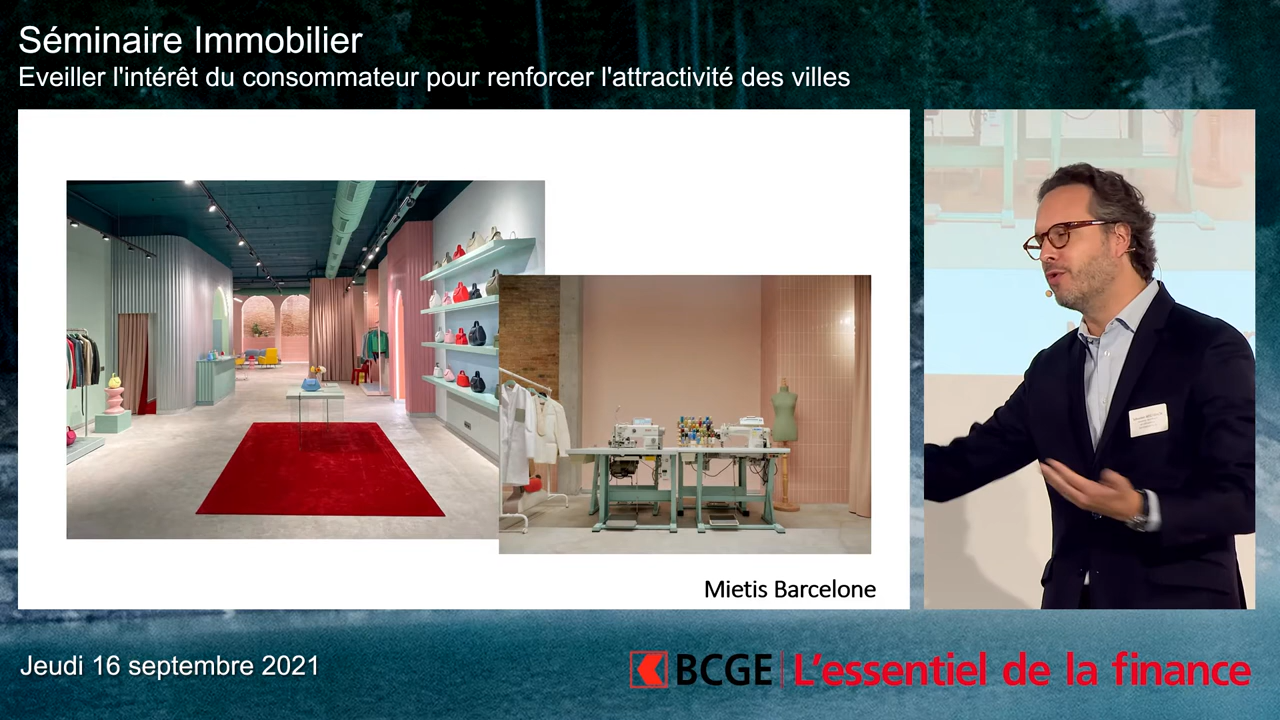 Séminaire Immobilier
Eveiller l'intérêt du consommateur pour renforcer l'attractivité des villes
Mietis Barcelone
Jeudi 16 septembre 2021
BCGE L'essentiel de la finance